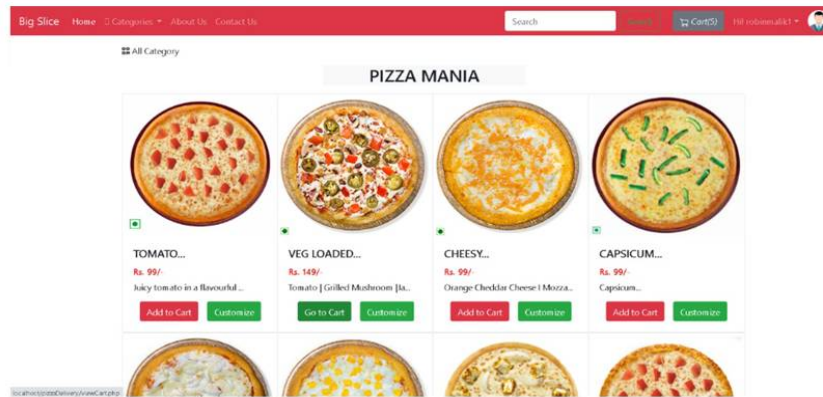 Big Slice Home Categories About Us Contact Us Search Search Cart(5) Hi! robinmalik1
All Category
PIZZA MANIA
TOMATO... VEG LOADED... CHEESY... CAPSICUM...
Rs. 99/- Rs. 149/- Rs. 99/- Rs. 99/-
Juicy tomato in a flavourful ... Tomato | Grilled Mushroom |Ja... Orange Cheddar Cheese I Mozza... Capsicum...
Add to Cart Customize Go to Cart Customize Add to Cart Customize Add to Cart Customize
localhost/pizzaDelivery/viewCart.php